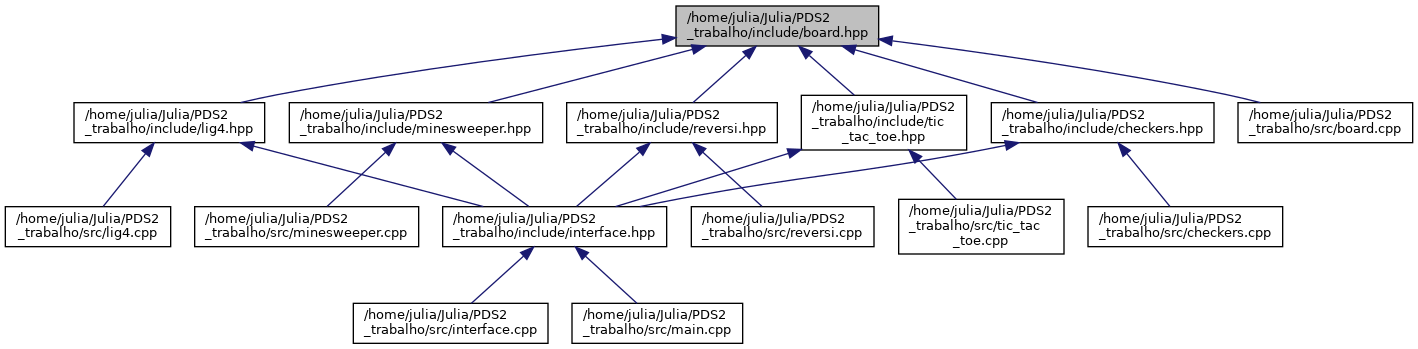 /home/julia/Julia/PDS2
_trabalho/include/board.hpp
/home/julia/Julia/PDS2
_trabalho/include/lig4.hpp
/home/julia/Julia/PDS2
_trabalho/include/minesweeper.hpp
/home/julia/Julia/PDS2
_trabalho/include/reversi.hpp
/home/julia/Julia/PDS2
_trabalho/include/tic
_tac_toe.hpp
/home/julia/Julia/PDS2
_trabalho/include/checkers.hpp
/home/julia/Julia/PDS2
_trabalho/src/board.cpp
/home/julia/Julia/PDS2
_trabalho/src/lig4.cpp
/home/julia/Julia/PDS2
_trabalho/src/minesweeper.cpp
/home/julia/Julia/PDS2
_trabalho/include/interface.hpp
/home/julia/Julia/PDS2
_trabalho/src/reversi.cpp
/home/julia/Julia/PDS2
_trabalho/src/tic_tac
_toe.cpp
/home/julia/Julia/PDS2
_trabalho/src/checkers.cpp
/home/julia/Julia/PDS2
_trabalho/src/interface.cpp
/home/julia/Julia/PDS2
_trabalho/src/main.cpp